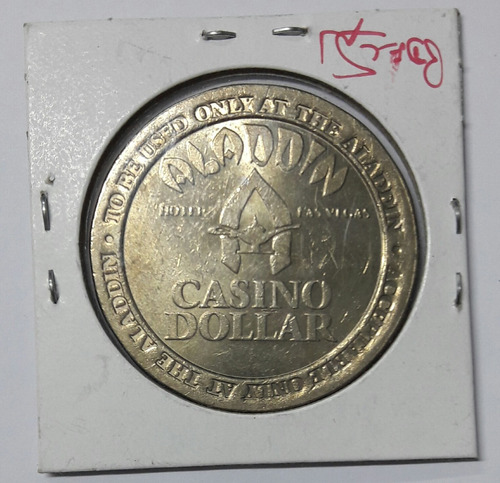 TO BE USED ONLY AT THE ALADDIN • ACCEPTABLE ONLY AT THE ALADDIN •
ALADDIN
HOTEL LAS VEGAS
CASINO
DOLLAR